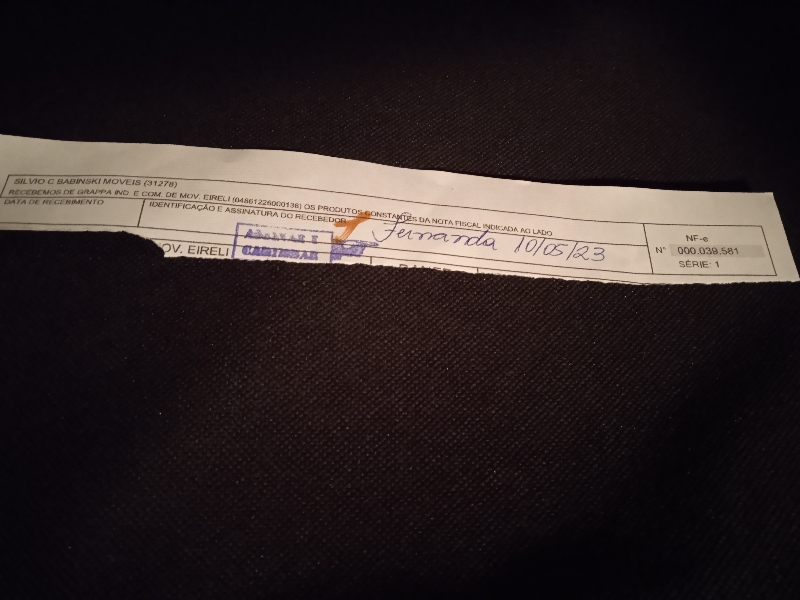 SILVIO C BABINSKI MOVEIS (31278)
RECEBEMOS DE GRAPPA IND. E COM. DE MOV. EIRELI (04861226000138) OS PRODUTOS CONSTANTES DA NOTA FISCAL INDICADA AO LADO
DATA DE RECEBIMENTO
IDENTIFICAÇÃO E ASSINATURA DO RECEBEDOR
Fernanda 10/05/23
NF-e
N° 000.039.581
SÉRIE: 1
ASSINAR E
CARIMBAR
MOV. EIRELI